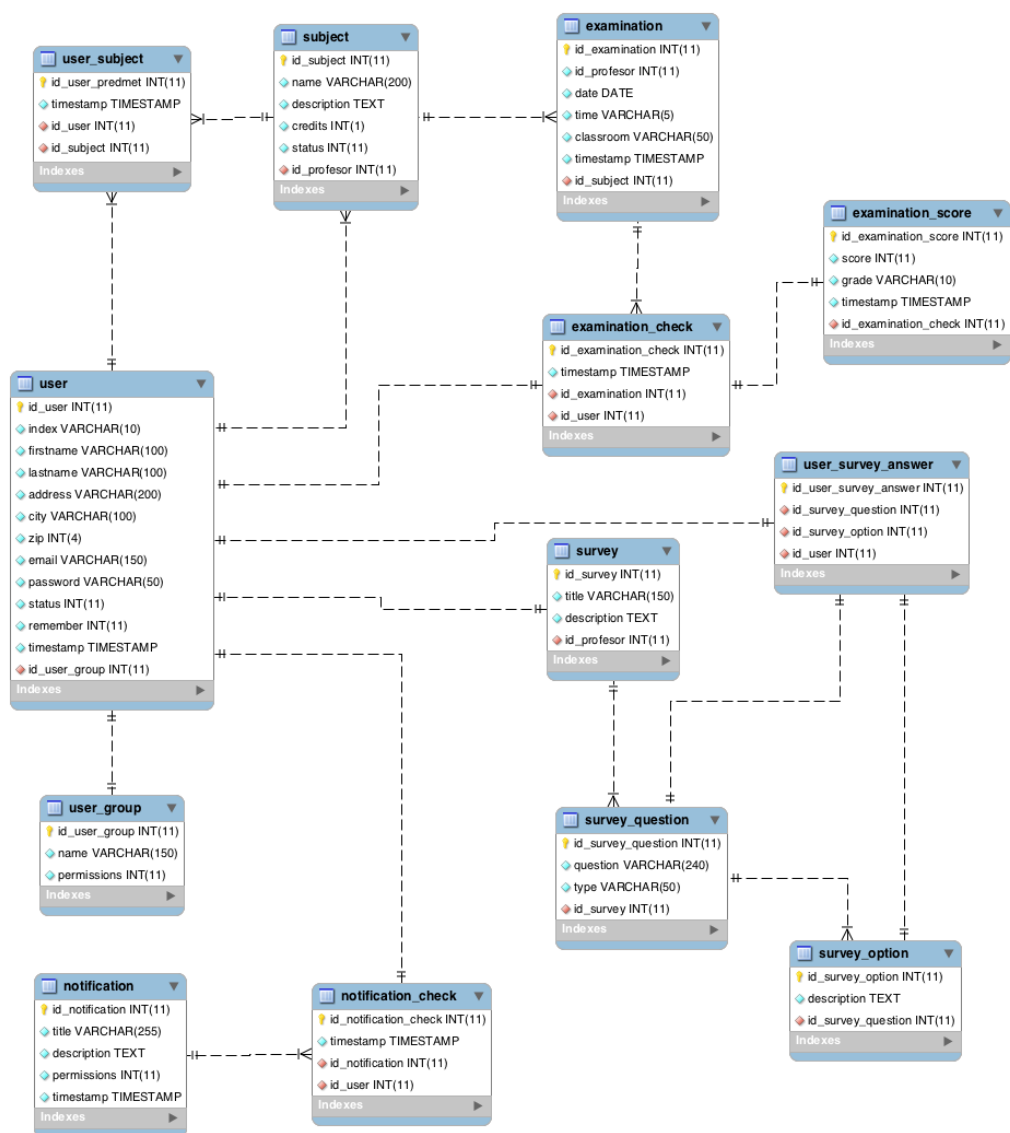 user_subject
id_user_predmet INT(11)
timestamp TIMESTAMP
id_user INT(11)
id_subject INT(11)
Indexes
subject
id_subject INT(11)
name VARCHAR(200)
description TEXT
credits INT(1)
status INT(11)
id_profesor INT(11)
Indexes
examination
id_examination INT(11)
id_profesor INT(11)
date DATE
time VARCHAR(5)
classroom VARCHAR(50)
timestamp TIMESTAMP
id_subject INT(11)
Indexes
examination_score
id_examination_score INT(11)
score INT(11)
grade VARCHAR(10)
timestamp TIMESTAMP
id_examination_check INT(11)
Indexes
examination_check
id_examination_check INT(11)
timestamp TIMESTAMP
id_examination INT(11)
id_user INT(11)
Indexes
user
id_user INT(11)
index VARCHAR(10)
firstname VARCHAR(100)
lastname VARCHAR(100)
address VARCHAR(200)
city VARCHAR(100)
zip INT(4)
email VARCHAR(150)
password VARCHAR(50)
status INT(11)
remember INT(11)
timestamp TIMESTAMP
id_user_group INT(11)
Indexes
user_survey_answer
id_user_survey_answer INT(11)
id_survey_question INT(11)
id_survey_option INT(11)
id_user INT(11)
Indexes
survey
id_survey INT(11)
title VARCHAR(150)
description TEXT
id_profesor INT(11)
Indexes
user_group
id_user_group INT(11)
name VARCHAR(150)
permissions INT(11)
Indexes
survey_question
id_survey_question INT(11)
question VARCHAR(240)
type VARCHAR(50)
id_survey INT(11)
Indexes
survey_option
id_survey_option INT(11)
description TEXT
id_survey_question INT(11)
Indexes
notification
id_notification INT(11)
title VARCHAR(255)
description TEXT
permissions INT(11)
timestamp TIMESTAMP
Indexes
notification_check
id_notification_check INT(11)
timestamp TIMESTAMP
id_notification INT(11)
id_user INT(11)
Indexes